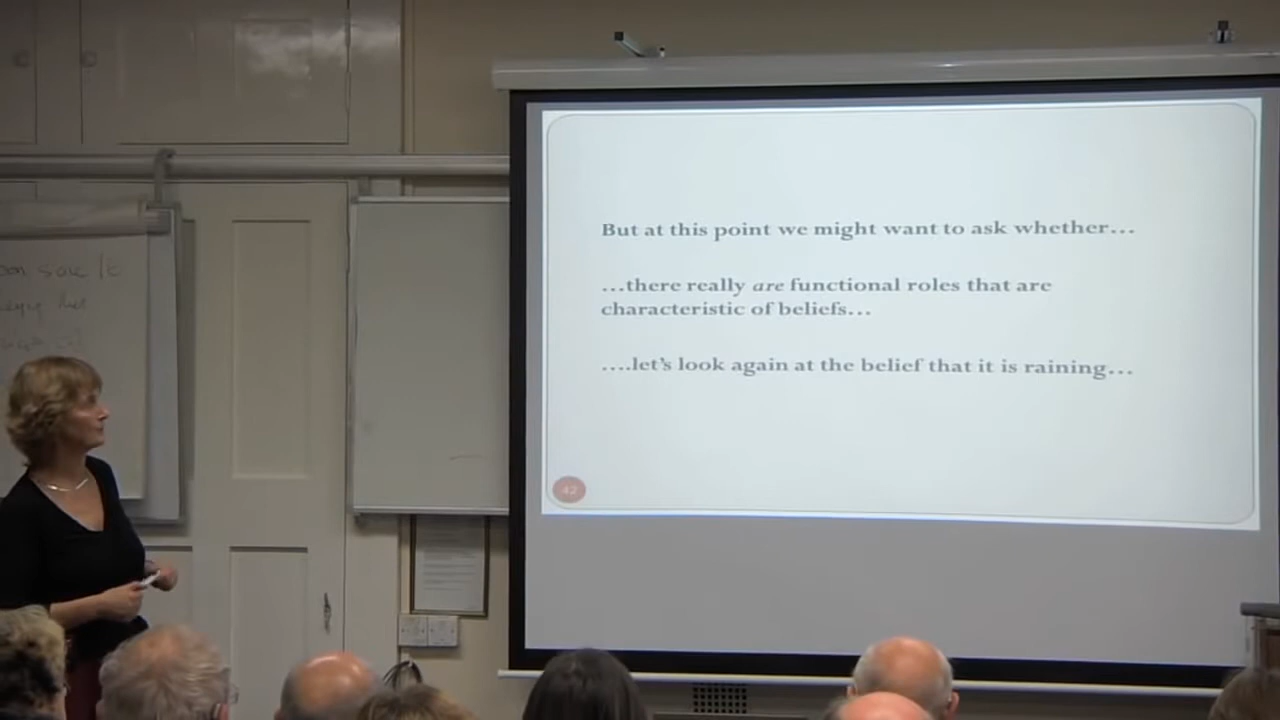 But at this point we might want to ask whether…
…there really are functional roles that are
characteristic of beliefs…
….let's look again at the belief that it is raining…
42